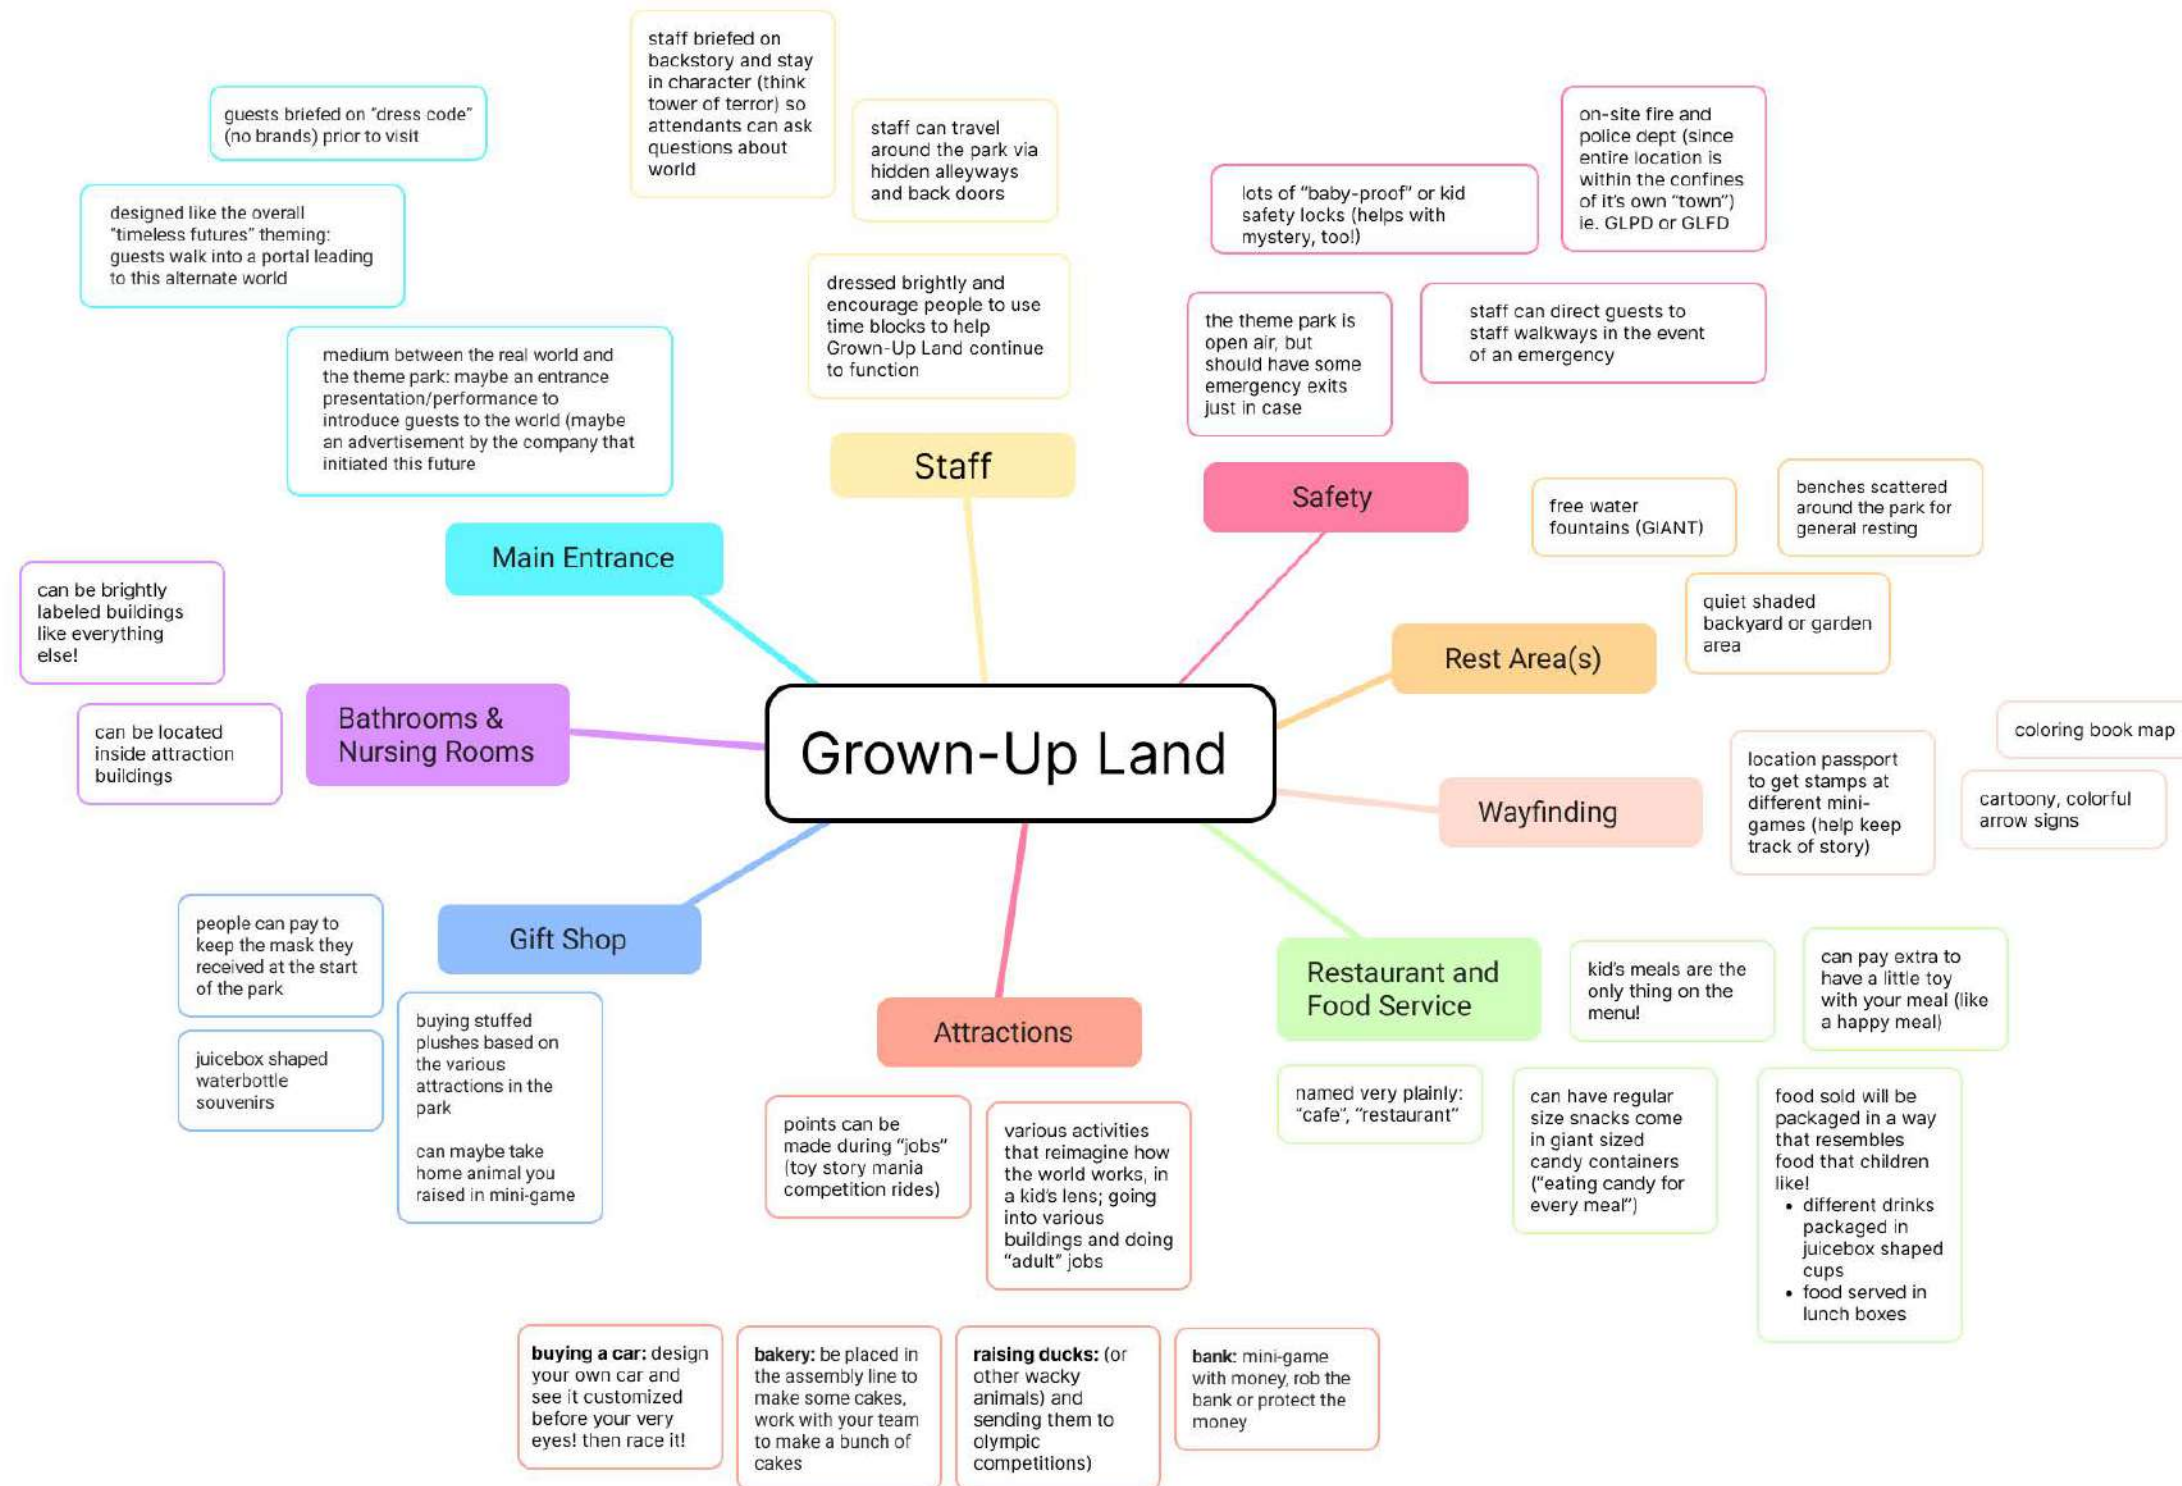 staff briefed on
backstory and stay
in character (think
tower of terror) so
attendants can ask
questions about
world
guests briefed on “dress code”
(no brands) prior to visit
staff can travel
around the park via
hidden alleyways
and back doors
on-site fire and
police dept (since
entire location is
within the confines
of it's own “town”)
ie. GLPD or GLFD
lots of “baby-proof” or kid
safety locks (helps with
mystery, too!)
designed like the overall
“timeless futures” theming:
guests walk into a portal leading
to this alternate world
dressed brightly and
encourage people to use
time blocks to help
Grown-Up Land continue
to function
the theme park is
open air, but
should have some
emergency exits
just in case
staff can direct guests to
staff walkways in the event
of an emergency
medium between the real world and
the theme park: maybe an entrance
presentation/performance to
introduce guests to the world (maybe
an advertisement by the company that
initiated this future
Staff
Safety
Main Entrance
free water
fountains (GIANT)
benches scattered
around the park for
general resting
can be brightly
labeled buildings
like everything
else!
quiet shaded
backyard or garden
area
Rest Area(s)
Bathrooms &
Nursing Rooms
can be located
inside attraction
buildings
Grown-Up Land
coloring book map
location passport
to get stamps at
different mini-
games (help keep
track of story)
cartoony, colorful
arrow signs
Wayfinding
people can pay to
keep the mask they
received at the start
of the park
Gift Shop
juicebox shaped
waterbottle
souvenirs
buying stuffed
plushes based on
the various
attractions in the
park
can maybe take
home animal you
raised in mini-game
Attractions
Restaurant and
Food Service
kid's meals are the
only thing on the
menu!
can pay extra to
have a little toy
with your meal (like
a happy meal)
points can be
made during “jobs”
(toy story mania
competition rides)
various activities
that reimagine how
the world works, in
a kid's lens; going
into various
buildings and doing
“adult” jobs
named very plainly:
“cafe”, “restaurant”
can have regular
size snacks come
in giant sized
candy containers
(“eating candy for
every meal”)
food sold will be
packaged in a way
that resembles
food that children
like!
• different drinks
packaged in
juicebox shaped
cups
• food served in
lunch boxes
buying a car: design
your own car and
see it customized
before your very
eyes! then race it!
bakery: be placed in
the assembly line to
make some cakes,
work with your team
to make a bunch of
cakes
raising ducks: (or
other wacky
animals) and
sending them to
olympic
competitions)
bank: mini-game
with money, rob the
bank or protect the
money